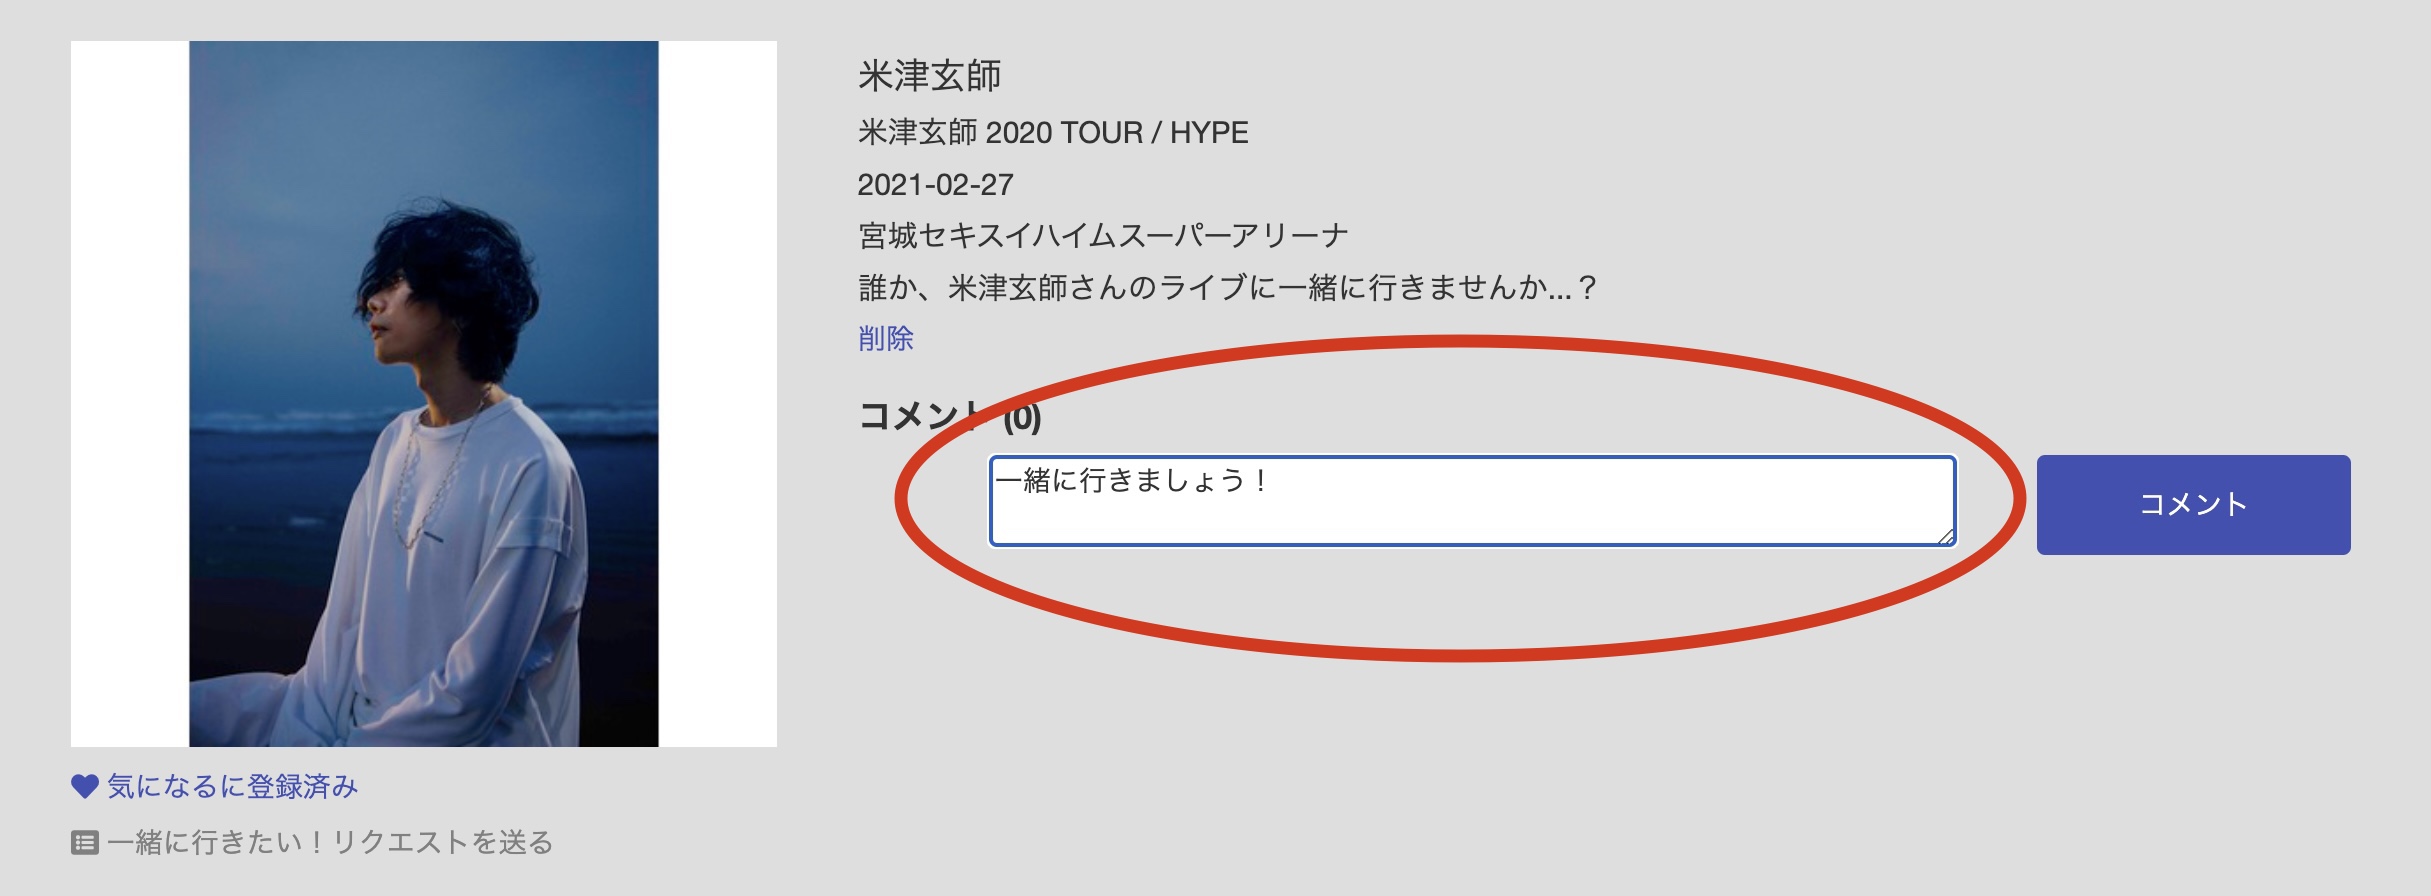 米津玄師
米津玄師 2020 TOUR / HYPE
2021-02-27
宮城セキスイハイムスーパーアリーナ
誰か、米津玄師さんのライブに一緒に行きませんか...？
削除
コメント (0)
一緒に行きましょう！
コメント
気になるに登録済み
一緒に行きたい！リクエストを送る